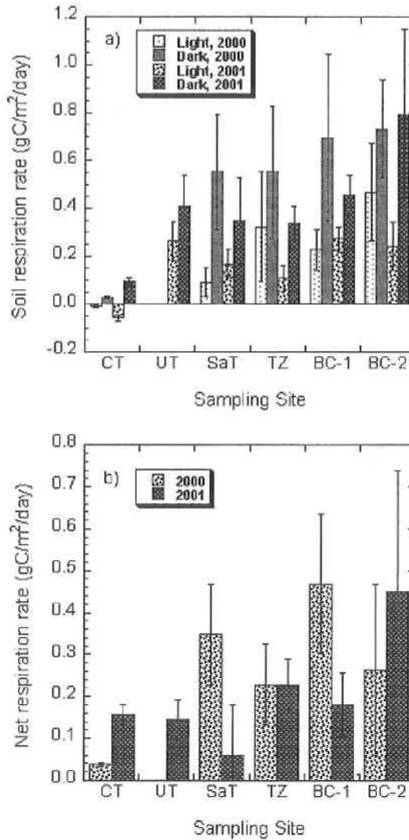 1.2
a)
Light, 2000
Dark, 2000
Light, 2001
Dark, 2001
1.0
0.8
0.6
0.4
0.2
0.0
-0.2
Soil respiration rate (gC/m²/day)
CT UT SaT TZ BC-1 BC-2
Sampling Site
0.8
b)
2000
2001
0.7
0.6
0.5
0.4
0.3
0.2
0.1
0.0
Net respiration rate (gC/m²/day)
CT UT SaT TZ BC-1 BC-2
Sampling Site